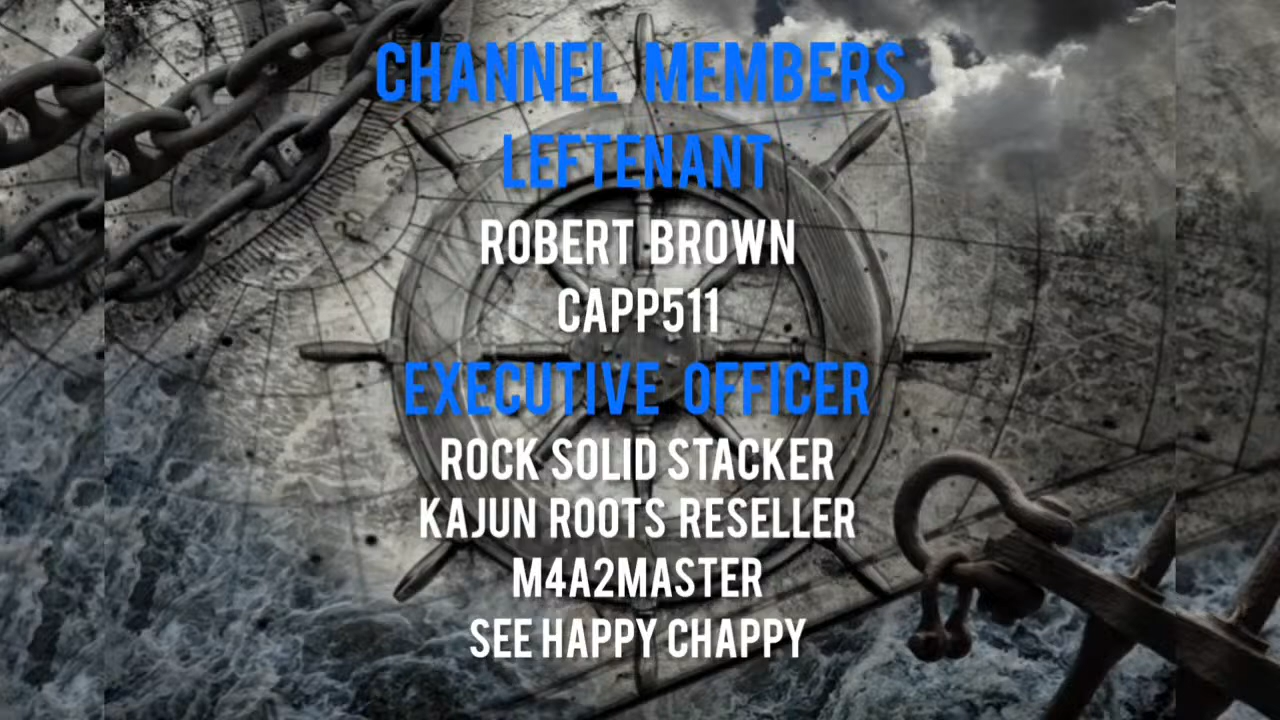 CHANNEL MEMBERS
LEFTENANT
ROBERT BROWN
CAPP511
EXECUTIVE OFFICER
ROCK SOLID STACKER
KAJUN ROOTS RESELLER
M4A2MASTER
SEE HAPPY CHAPPY